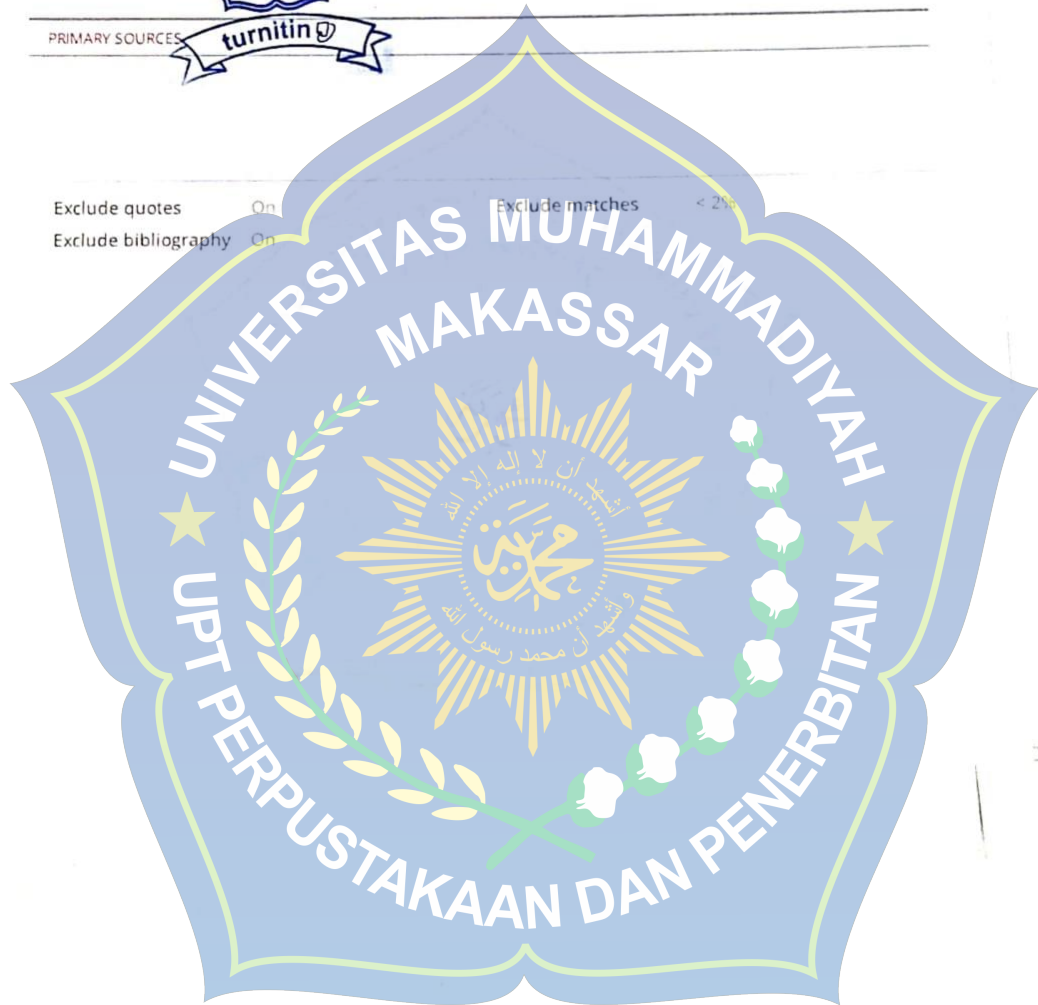 PRIMARY SOURCES
turnitin
Exclude quotes On
Exclude matches < 2%
Exclude bibliography On
UNIVERSITAS MUHAMMADIYAH
MAKASSAR
أشهد أن لا إله إلا الله
محمدية
وأشهد أن محمد رسول الله
UPT PERPUSTAKAAN DAN PENERBITAN